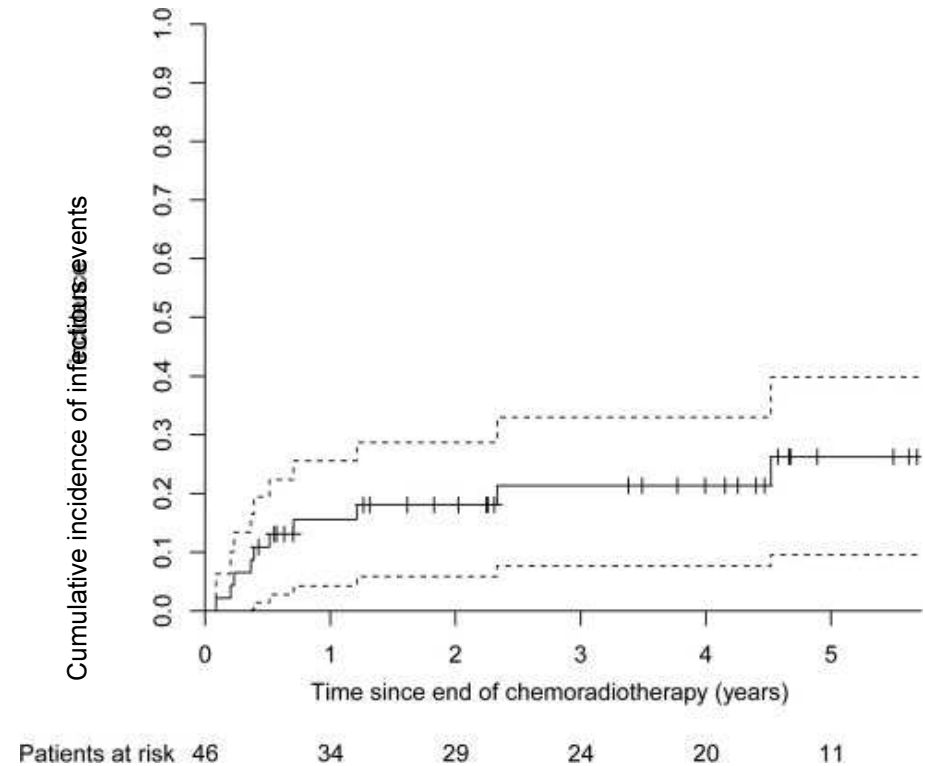 Cumulative incidence of infectious events
1.0
0.9
0.8
0.7
0.6
0.5
0.4
0.3
0.2
0.1
0.0
0 1 2 3 4 5
Time since end of chemoradiotherapy (years)
Patients at risk 46 34 29 24 20 11